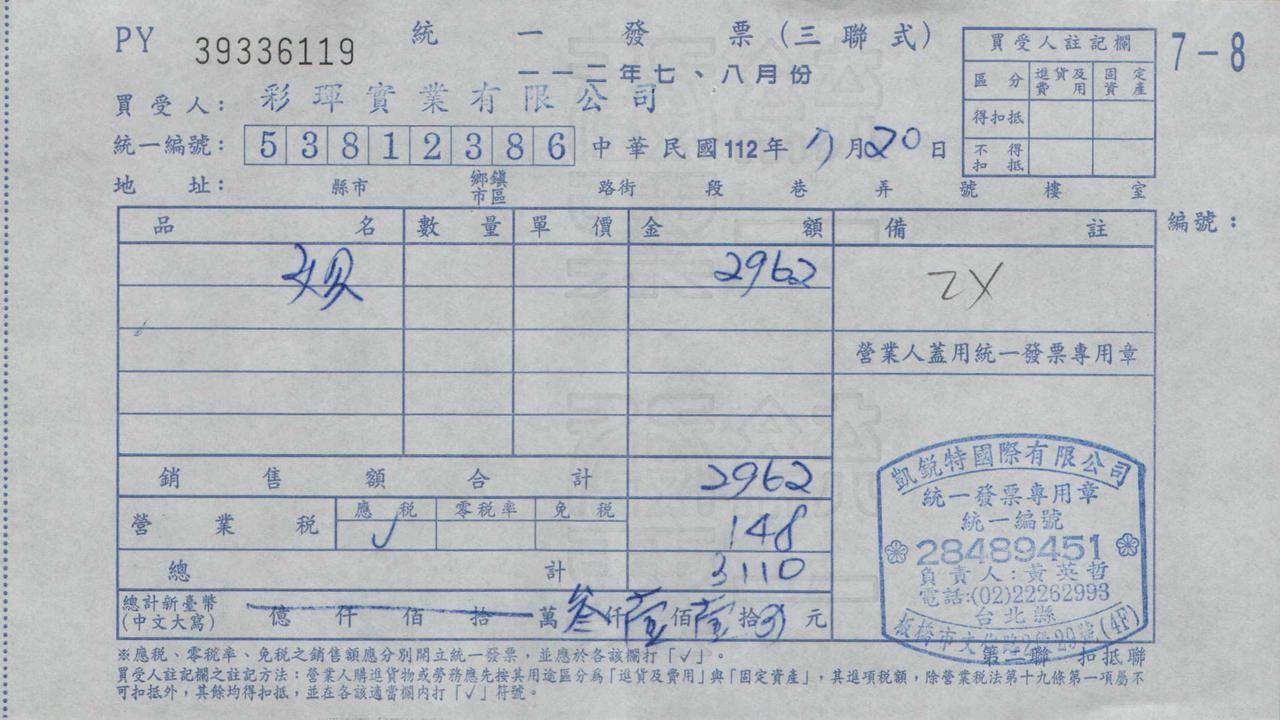 PY 39336119
統一發票(三聯式)
一一二年七、八月份
7-8
買受人註記欄
區分 進貨及費用 固定資產
得扣抵
不得扣抵
買受人: 彩琿實業有限公司
統一編號: 53812386 中華民國112年 7月20日
地址: 縣市 鄉鎮市區 路街 段 巷 弄 號 樓 室
編號:
品名 數量 單價 金額 備註
2962
ZX
營業人蓋用統一發票專用章
銷售額合計 2962
營業稅 應稅 零稅率 免稅
✓ 148
總計 3110
總計新臺幣(中文大寫) 億仟佰拾萬叁仟壹佰壹拾0元
凱銳特國際有限公司
統一發票專用章
統一編號
28489451
負責人:黃英哲
電話:(02)22262993
台北縣
板橋市文化路2段20號(4F)
第二聯 扣抵聯
※應稅、零稅率、免稅之銷售額應分別開立統一發票,並應於各該欄打「✓」。
買受人註記欄之註記方法:營業人購進貨物或勞務應先按其用途區分為「進貨及費用」與「固定資產」,其進項稅額,除營業稅法第十九條第一項屬不
可扣抵外,其餘均得扣抵,並在各該適當欄內打「✓」符號。